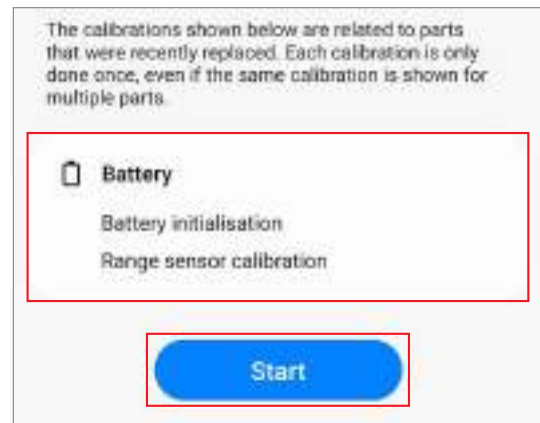 The calibrations shown below are related to parts
that were recently replaced. Each calibration is only
done once, even if the same calibration is shown for
multiple parts.
Battery
Battery initialisation
Range sensor calibration
Start